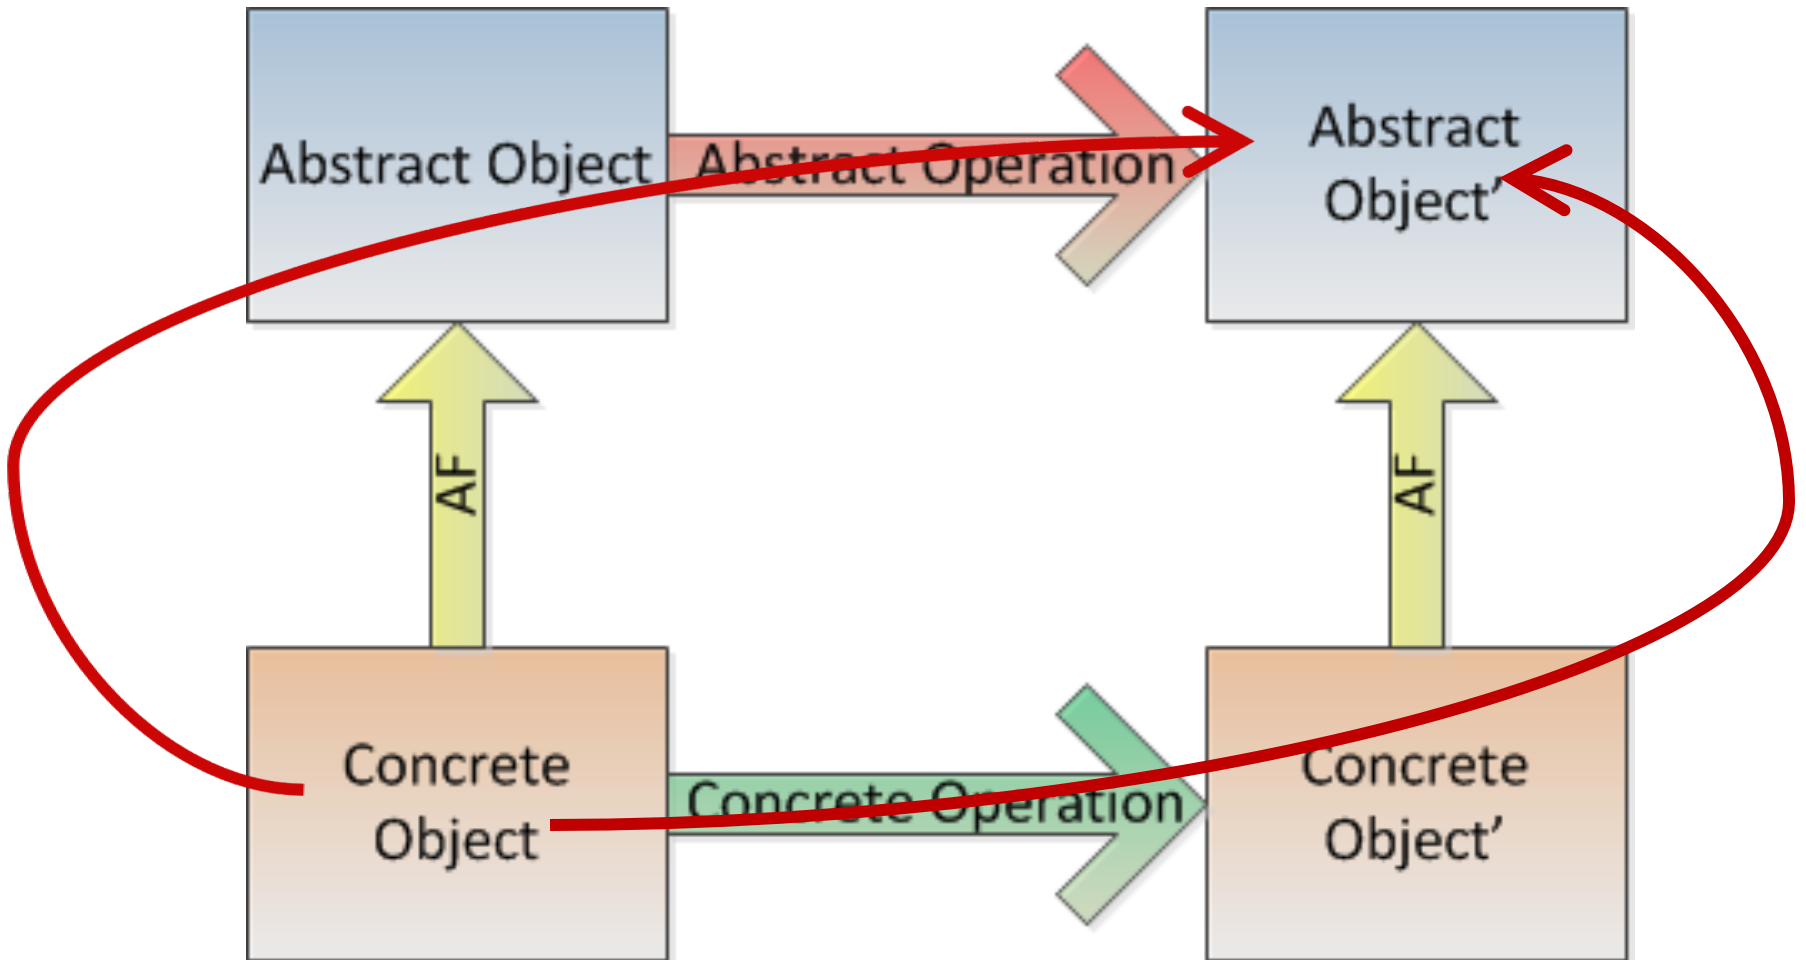 Abstract Object
Abstract Operation
Abstract
Object’
AF
AF
Concrete
Object
Concrete Operation
Concrete
Object’